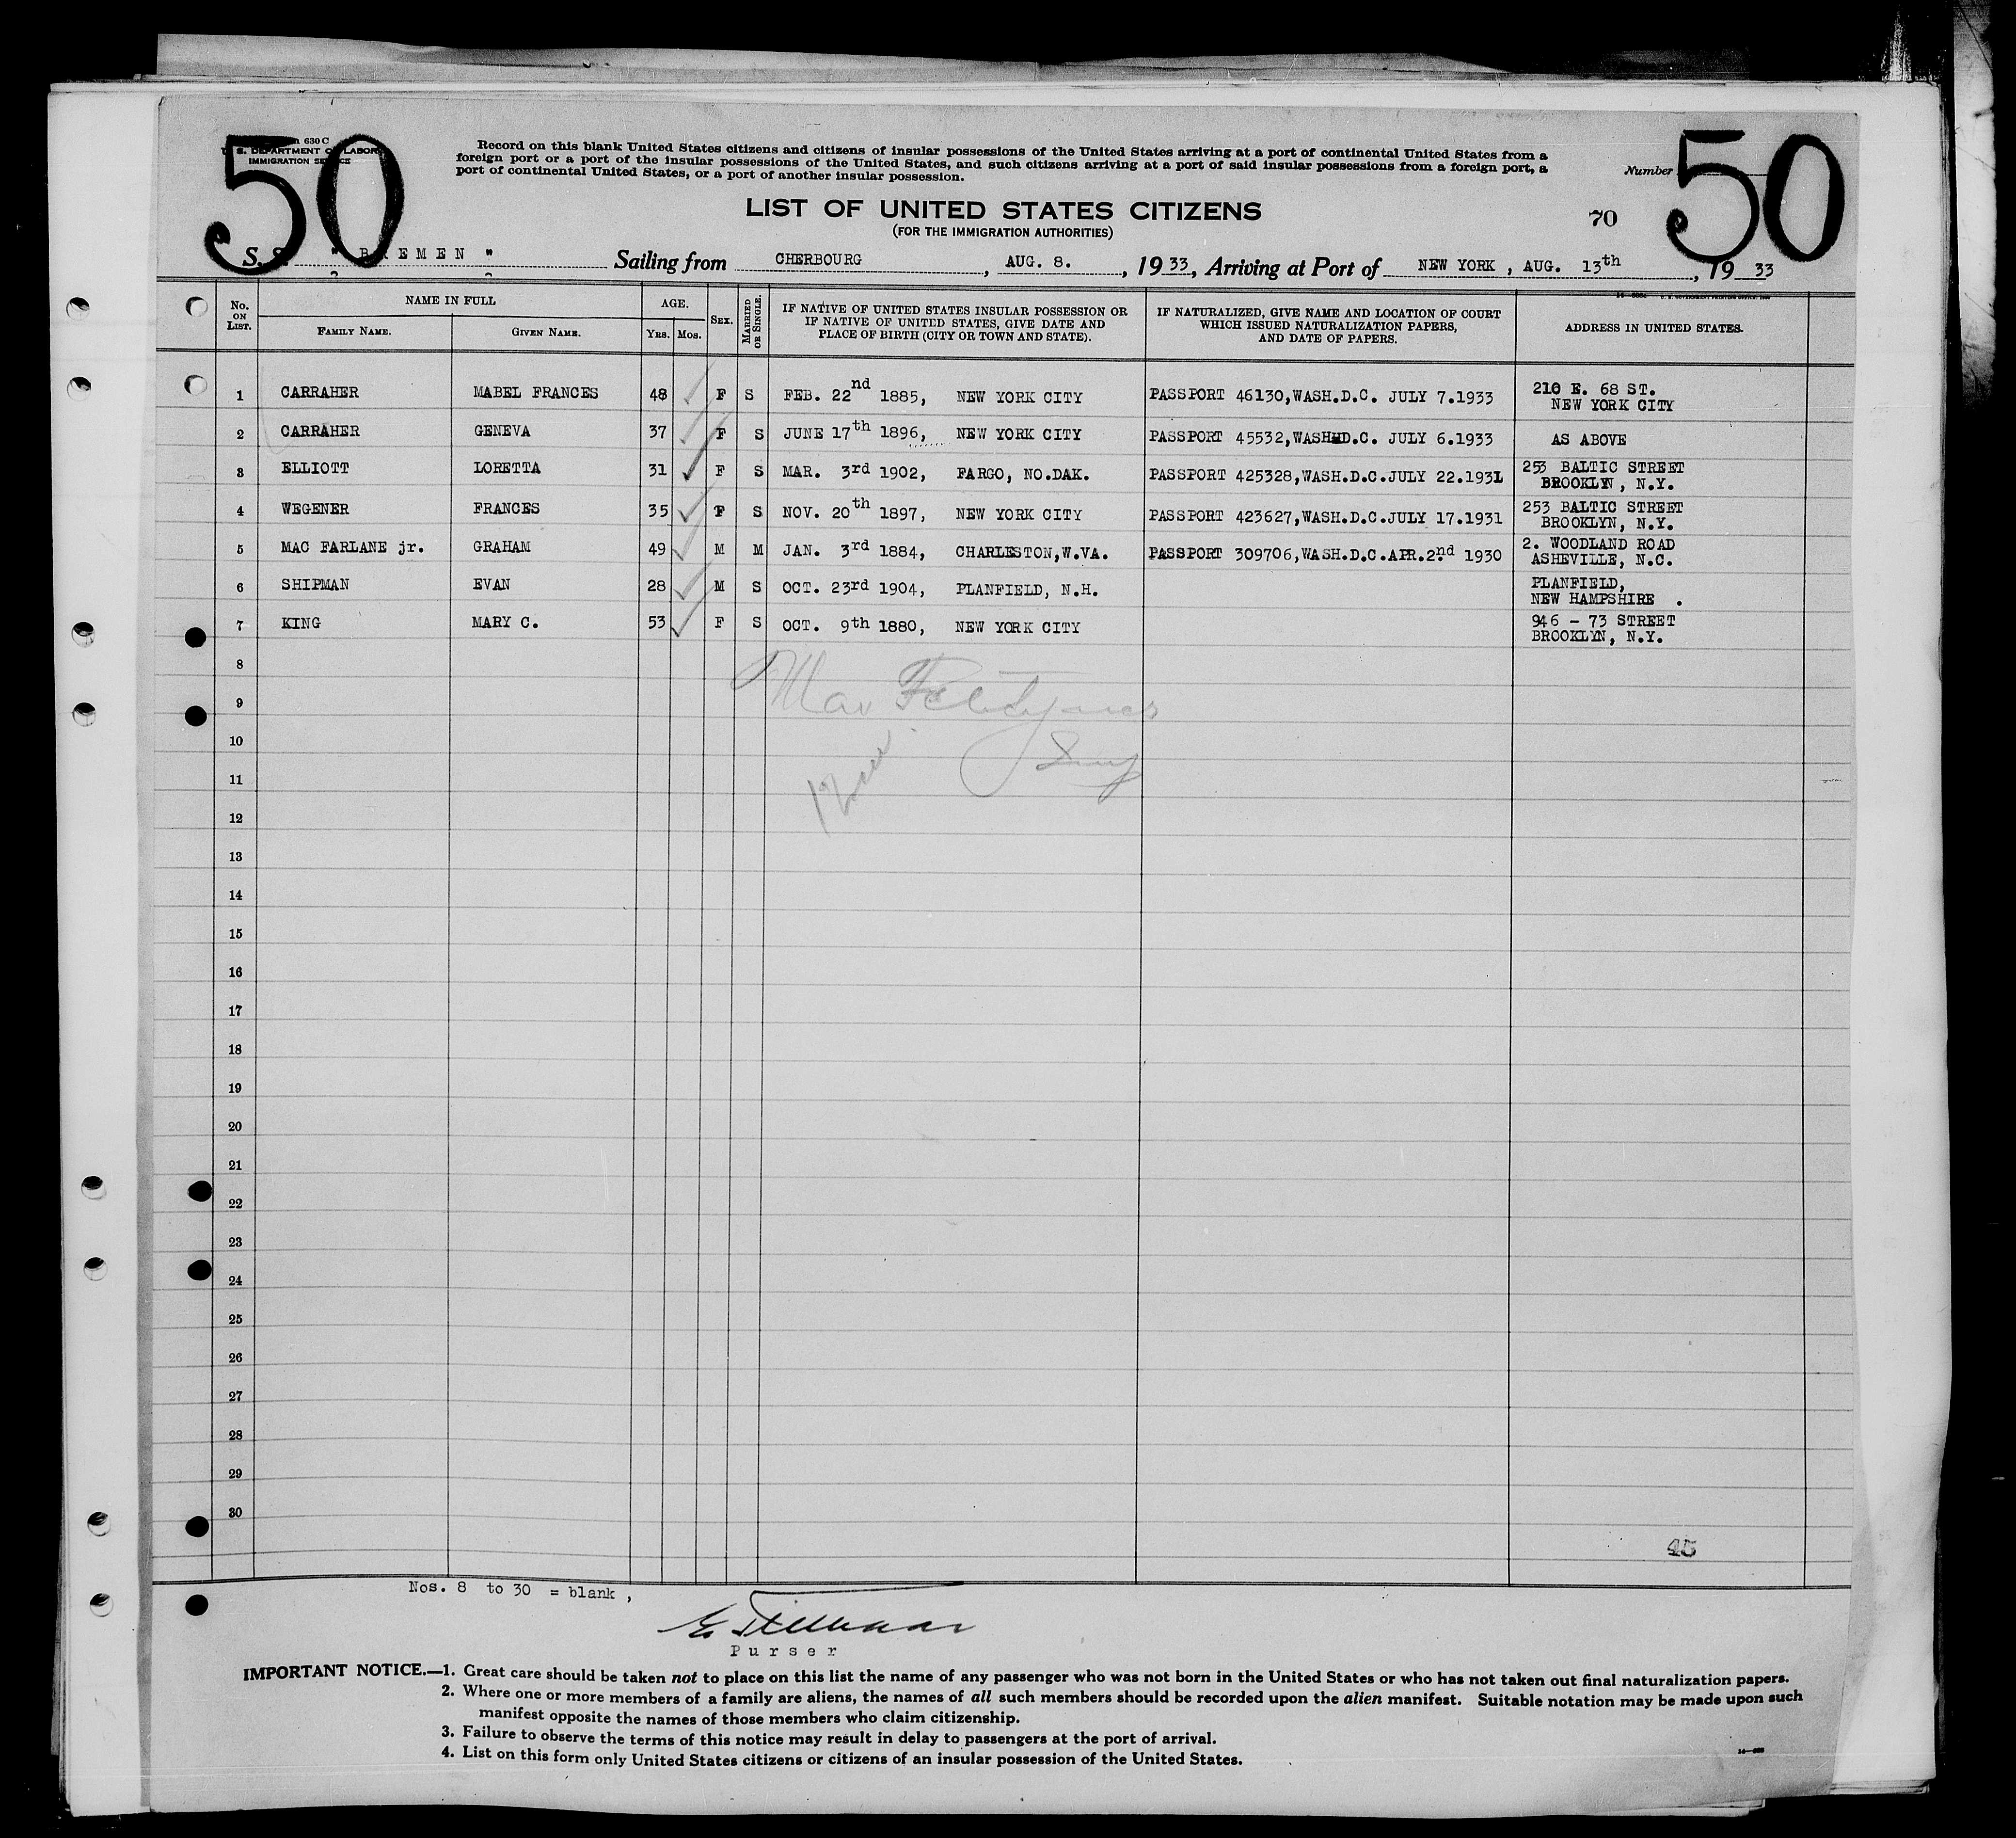 50
50
630 C
U. S. DEPARTMENT OF LABOR
IMMIGRATION SERVICE
Record on this blank United States citizens and citizens of insular possessions of the United States arriving at a port of continental United States from a
foreign port or a port of the insular possessions of the United States, and such citizens arriving at a port of said insular possessions from a foreign port, a
port of continental United States, or a port of another insular possession.
Number
LIST OF UNITED STATES CITIZENS
70
(FOR THE IMMIGRATION AUTHORITIES)
S. S. " BREMEN " Sailing from CHERBOURG, AUG. 8., 1933, Arriving at Port of NEW YORK, AUG. 13th, 1933
No. ON LIST. NAME IN FULL AGE. SEX. MARRIED OR SINGLE. IF NATIVE OF UNITED STATES INSULAR POSSESSION OR IF NATIVE OF UNITED STATES, GIVE DATE AND PLACE OF BIRTH (CITY OR TOWN AND STATE). IF NATURALIZED, GIVE NAME AND LOCATION OF COURT WHICH ISSUED NATURALIZATION PAPERS, AND DATE OF PAPERS. ADDRESS IN UNITED STATES.
FAMILY NAME. GIVEN NAME. YRS. MOS.
1 CARRAHER MABEL FRANCES 48 F S FEB. 22nd 1885, NEW YORK CITY PASSPORT 46130,WASH.D.C. JULY 7.1933 210 E. 68 ST.
NEW YORK CITY
2 CARRAHER GENEVA 37 F S JUNE 17th 1896, NEW YORK CITY PASSPORT 45532,WASH.D.C. JULY 6.1933 AS ABOVE
3 ELLIOTT LORETTA 31 F S MAR. 3rd 1902, FARGO, NO.DAK. PASSPORT 425328,WASH.D.C.JULY 22.1931 253 BALTIC STREET
BROOKLYN, N.Y.
4 WEGENER FRANCES 35 F S NOV. 20th 1897, NEW YORK CITY PASSPORT 423627,WASH.D.C.JULY 17.1931 253 BALTIC STREET
BROOKLYN, N.Y.
5 MAC FARLANE jr. GRAHAM 49 M M JAN. 3rd 1884, CHARLESTON,W.VA. PASSPORT 309706,WASH.D.C.APR.2nd 1930 2. WOODLAND ROAD
ASHEVILLE, N.C.
6 SHIPMAN EVAN 28 M S OCT. 23rd 1904, PLANFIELD, N.H. PLANFIELD,
NEW HAMPSHIRE .
7 KING MARY C. 53 F S OCT. 9th 1880, NEW YORK CITY 946 - 73 STREET
BROOKLYN, N.Y.
8
9
10
11
12
13
14
15
16
17
18
19
20
21
22
23
24
25
26
27
28
29
30
45
Nos. 8 to 30 = blank ,
Purser
IMPORTANT NOTICE.—1. Great care should be taken not to place on this list the name of any passenger who was not born in the United States or who has not taken out final naturalization papers.
2. Where one or more members of a family are aliens, the names of all such members should be recorded upon the alien manifest. Suitable notation may be made upon such
manifest opposite the names of those members who claim citizenship.
3. Failure to observe the terms of this notice may result in delay to passengers at the port of arrival.
4. List on this form only United States citizens or citizens of an insular possession of the United States.